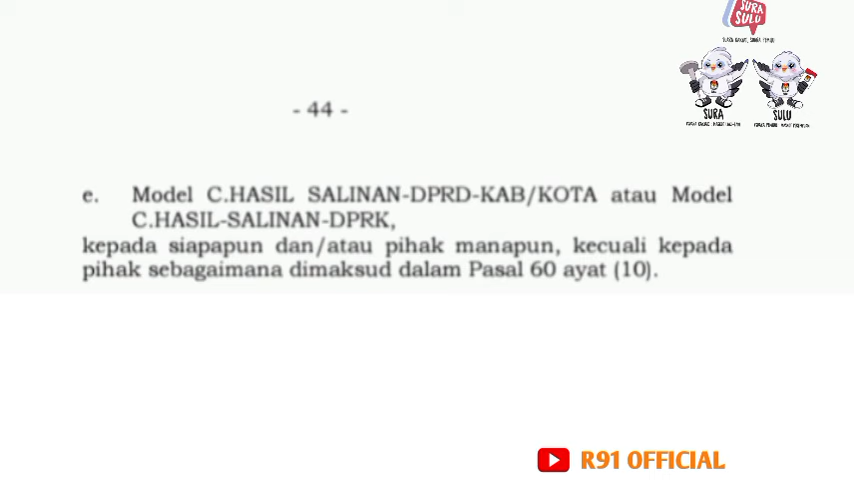 SURA
SULU
- 44 -
SURA
SULU
e. Model C.HASIL SALINAN-DPRD-KAB/KOTA atau Model
C.HASIL-SALINAN-DPRK,
kepada siapapun dan/atau pihak manapun, kecuali kepada
pihak sebagaimana dimaksud dalam Pasal 60 ayat (10).
R91 OFFICIAL